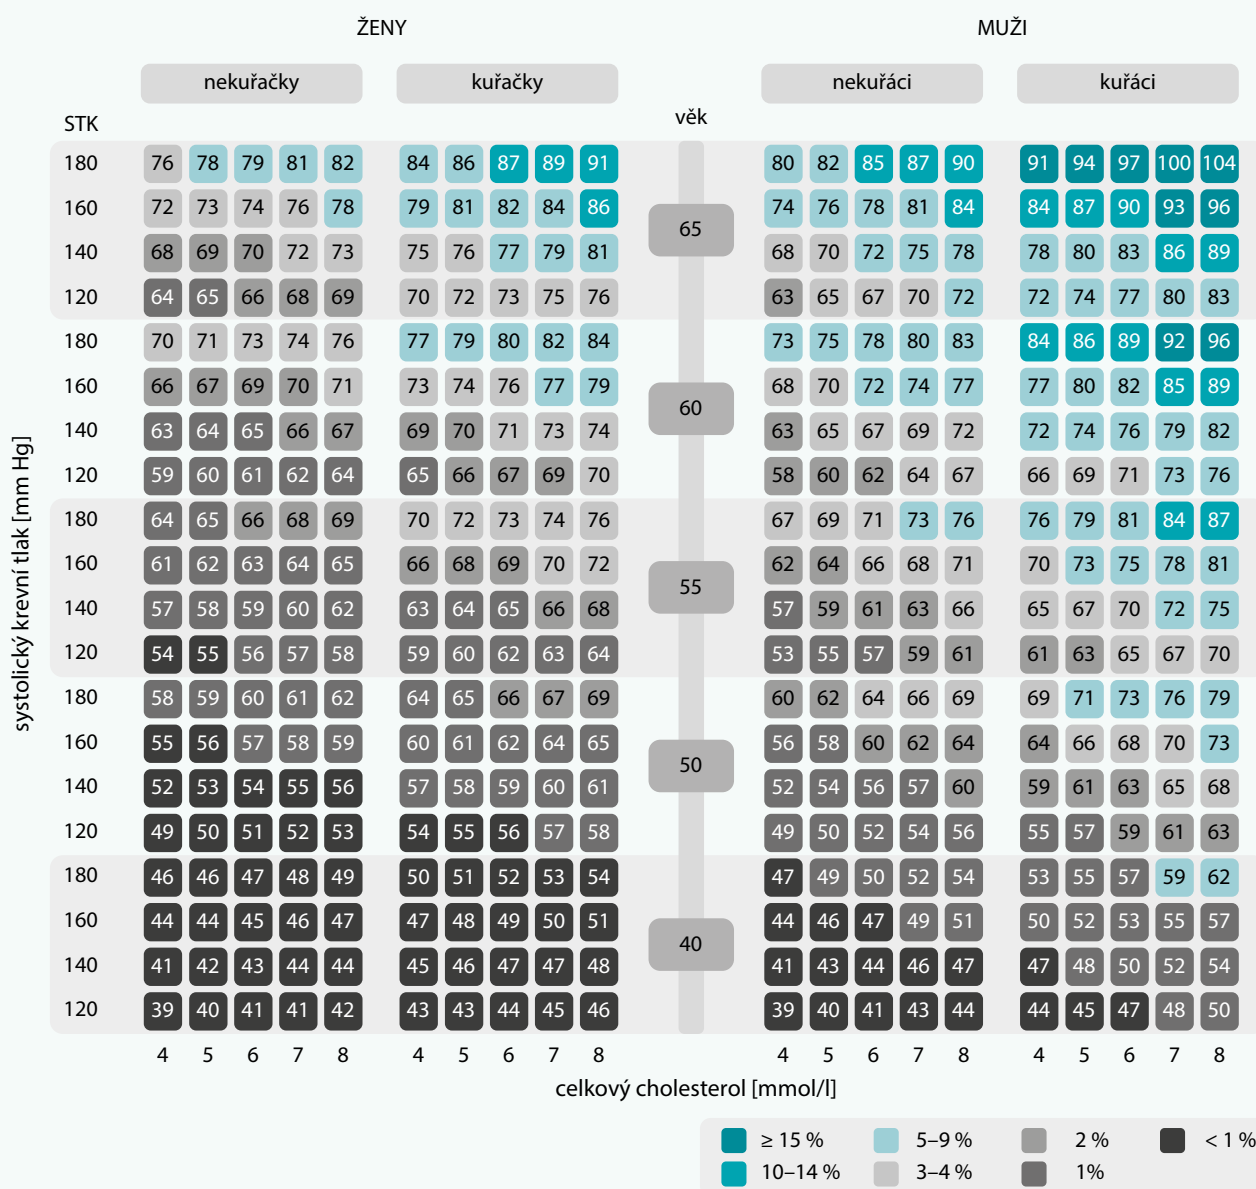 ŽENY MUŽI
nekuřačky kuřačky nekuřáci kuřáci
STK věk
180 76 78 79 81 82 84 86 87 89 91 80 82 85 87 90 91 94 97 100 104
160 72 73 74 76 78 79 81 82 84 86 74 76 78 81 84 84 87 90 93 96
65
140 68 69 70 72 73 75 76 77 79 81 68 70 72 75 78 78 80 83 86 89
120 64 65 66 68 69 70 72 73 75 76 63 65 67 70 72 72 74 77 80 83
180 70 71 73 74 76 77 79 80 82 84 73 75 78 80 83 84 86 89 92 96
160 66 67 69 70 71 73 74 76 77 79 68 70 72 74 77 77 80 82 85 89
60
140 63 64 65 66 67 69 70 71 73 74 63 65 67 69 72 72 74 76 79 82
120 59 60 61 62 64 65 66 67 69 70 58 60 62 64 67 66 69 71 73 76
180 64 65 66 68 69 70 72 73 74 76 67 69 71 73 76 76 79 81 84 87
160 61 62 63 64 65 66 68 69 70 72 62 64 66 68 71 70 73 75 78 81
55
140 57 58 59 60 62 63 64 65 66 68 57 59 61 63 66 65 67 70 72 75
120 54 55 56 57 58 59 60 62 63 64 53 55 57 59 61 61 63 65 67 70
180 58 59 60 61 62 64 65 66 67 69 60 62 64 66 69 69 71 73 76 79
160 55 56 57 58 59 60 61 62 64 65 56 58 60 62 64 64 66 68 70 73
50
140 52 53 54 55 56 57 58 59 60 61 52 54 56 57 60 59 61 63 65 68
120 49 50 51 52 53 54 55 56 57 58 49 50 52 54 56 55 57 59 61 63
180 46 46 47 48 49 50 51 52 53 54 47 49 50 52 54 53 55 57 59 62
160 44 44 45 46 47 47 48 49 50 51 44 46 47 49 51 50 52 53 55 57
40
140 41 42 43 44 44 45 46 47 47 48 41 43 44 46 47 47 48 50 52 54
120 39 40 41 41 42 43 43 44 45 46 39 40 41 43 44 44 45 47 48 50
4 5 6 7 8 4 5 6 7 8 4 5 6 7 8 4 5 6 7 8
systolický krevní tlak [mm Hg]
celkový cholesterol [mmol/l]
≥ 15 % 5–9 % 2 % < 1 %
10–14 % 3–4 % 1%